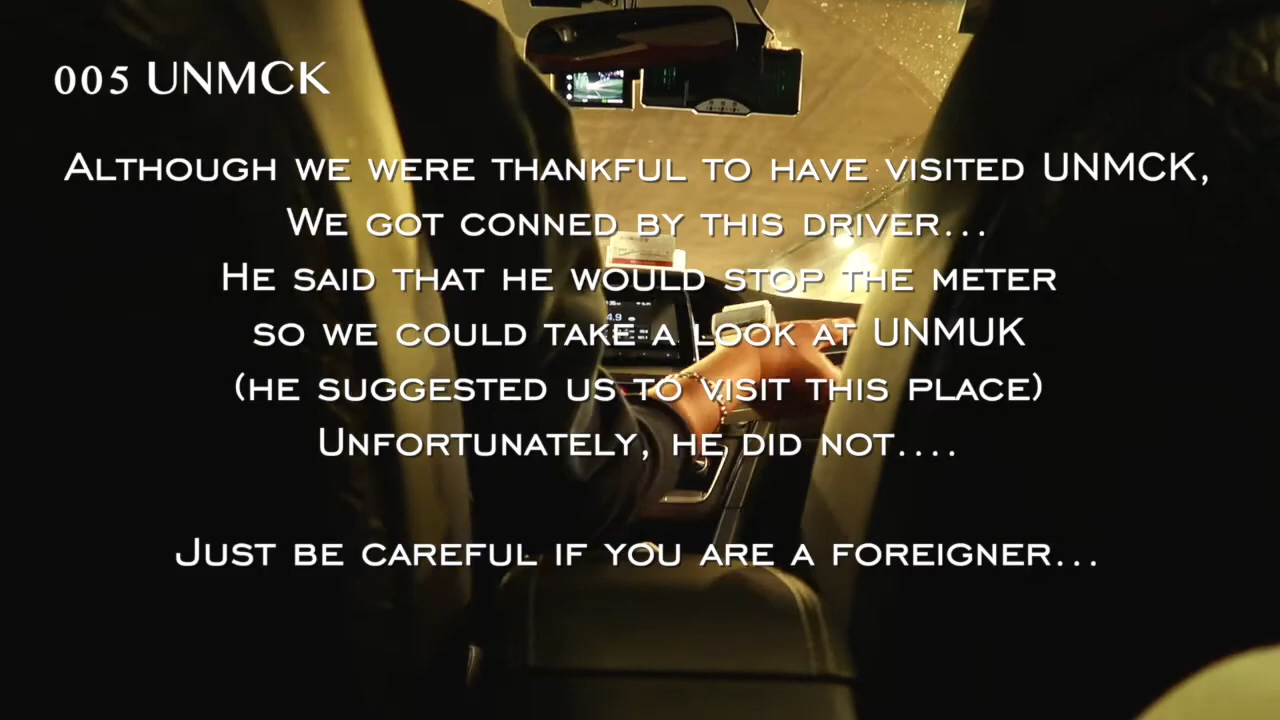 005 UNMCK
Although we were thankful to have visited UNMCK,
We got conned by this driver...
He said that he would stop the meter
so we could take a look at UNMUK
(he suggested us to visit this place)
Unfortunately, he did not....
Just be careful if you are a foreigner...